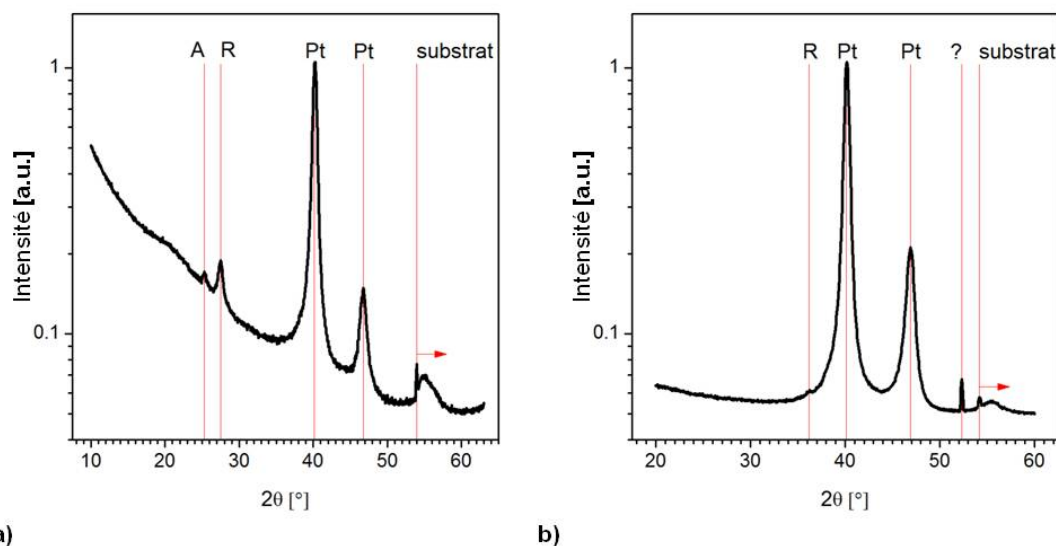 A R Pt Pt substrat
1
0.1
Intensité [a.u.]
10 20 30 40 50 60
2θ [°]
a)
R Pt Pt ? substrat
1
0.1
Intensité [a.u.]
20 30 40 50 60
2θ [°]
b)